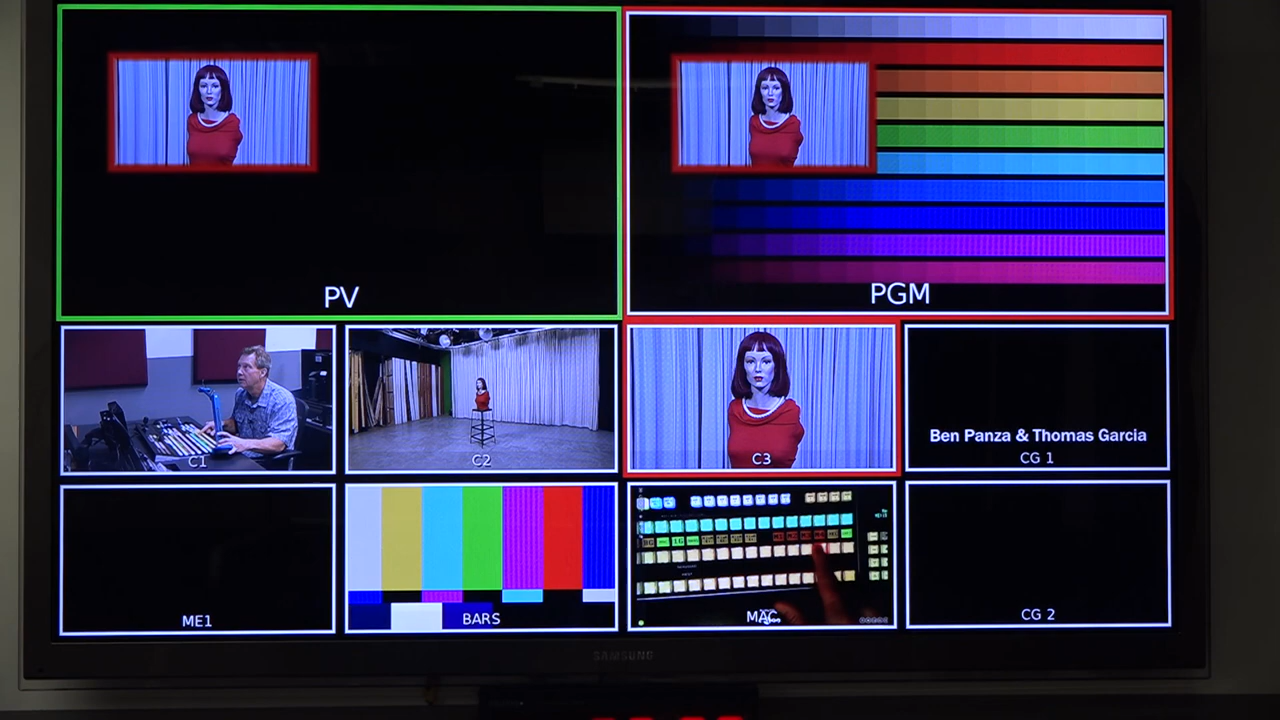 PV
PGM
C1
C2
C3
Ben Panza & Thomas Garcia
CG 1
ME1
BARS
MAC
CG 2
SAMSUNG